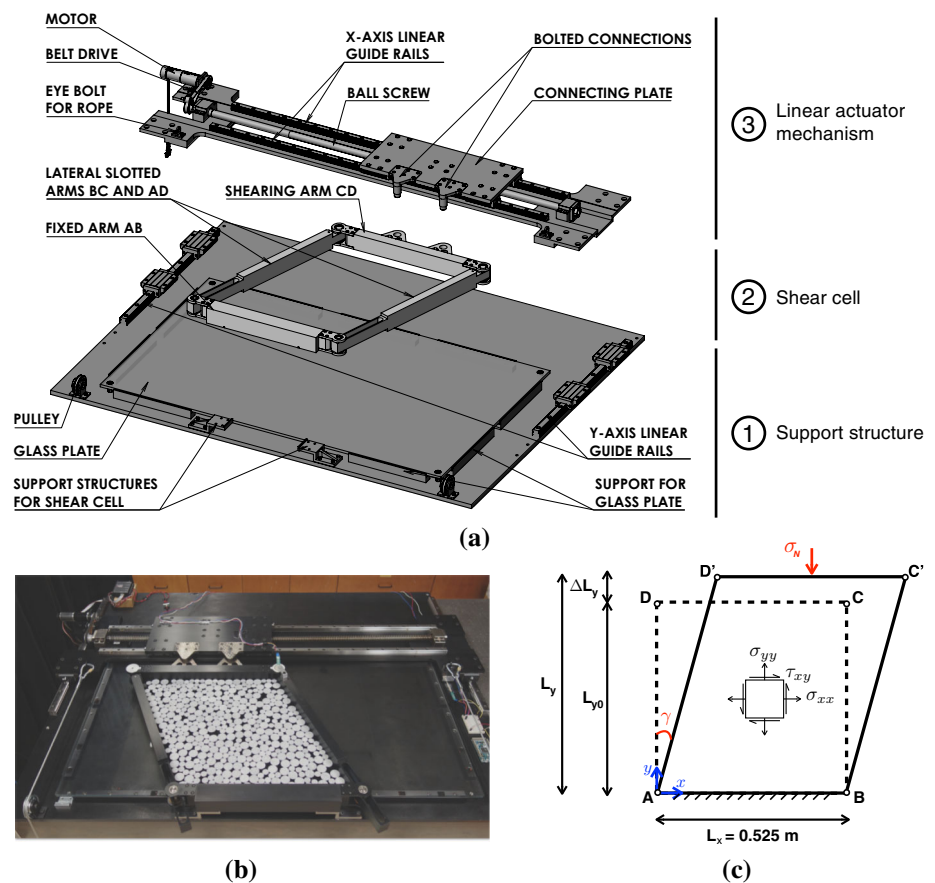 MOTOR
BELT DRIVE
EYE BOLT
FOR ROPE
X-AXIS LINEAR
GUIDE RAILS
BALL SCREW
BOLTED CONNECTIONS
CONNECTING PLATE
3 Linear actuator
mechanism
LATERAL SLOTTED
ARMS BC AND AD
SHEARING ARM CD
FIXED ARM AB
2 Shear cell
PULLEY
GLASS PLATE
SUPPORT STRUCTURES
FOR SHEAR CELL
Y-AXIS LINEAR
GUIDE RAILS
SUPPORT FOR
GLASS PLATE
1 Support structure
(a)
(b)
σN
D' C'
ΔLy
D C
Ly
Ly0
σyy
τxy
σxx
γ
y
x
A B
Lx = 0.525 m
(c)